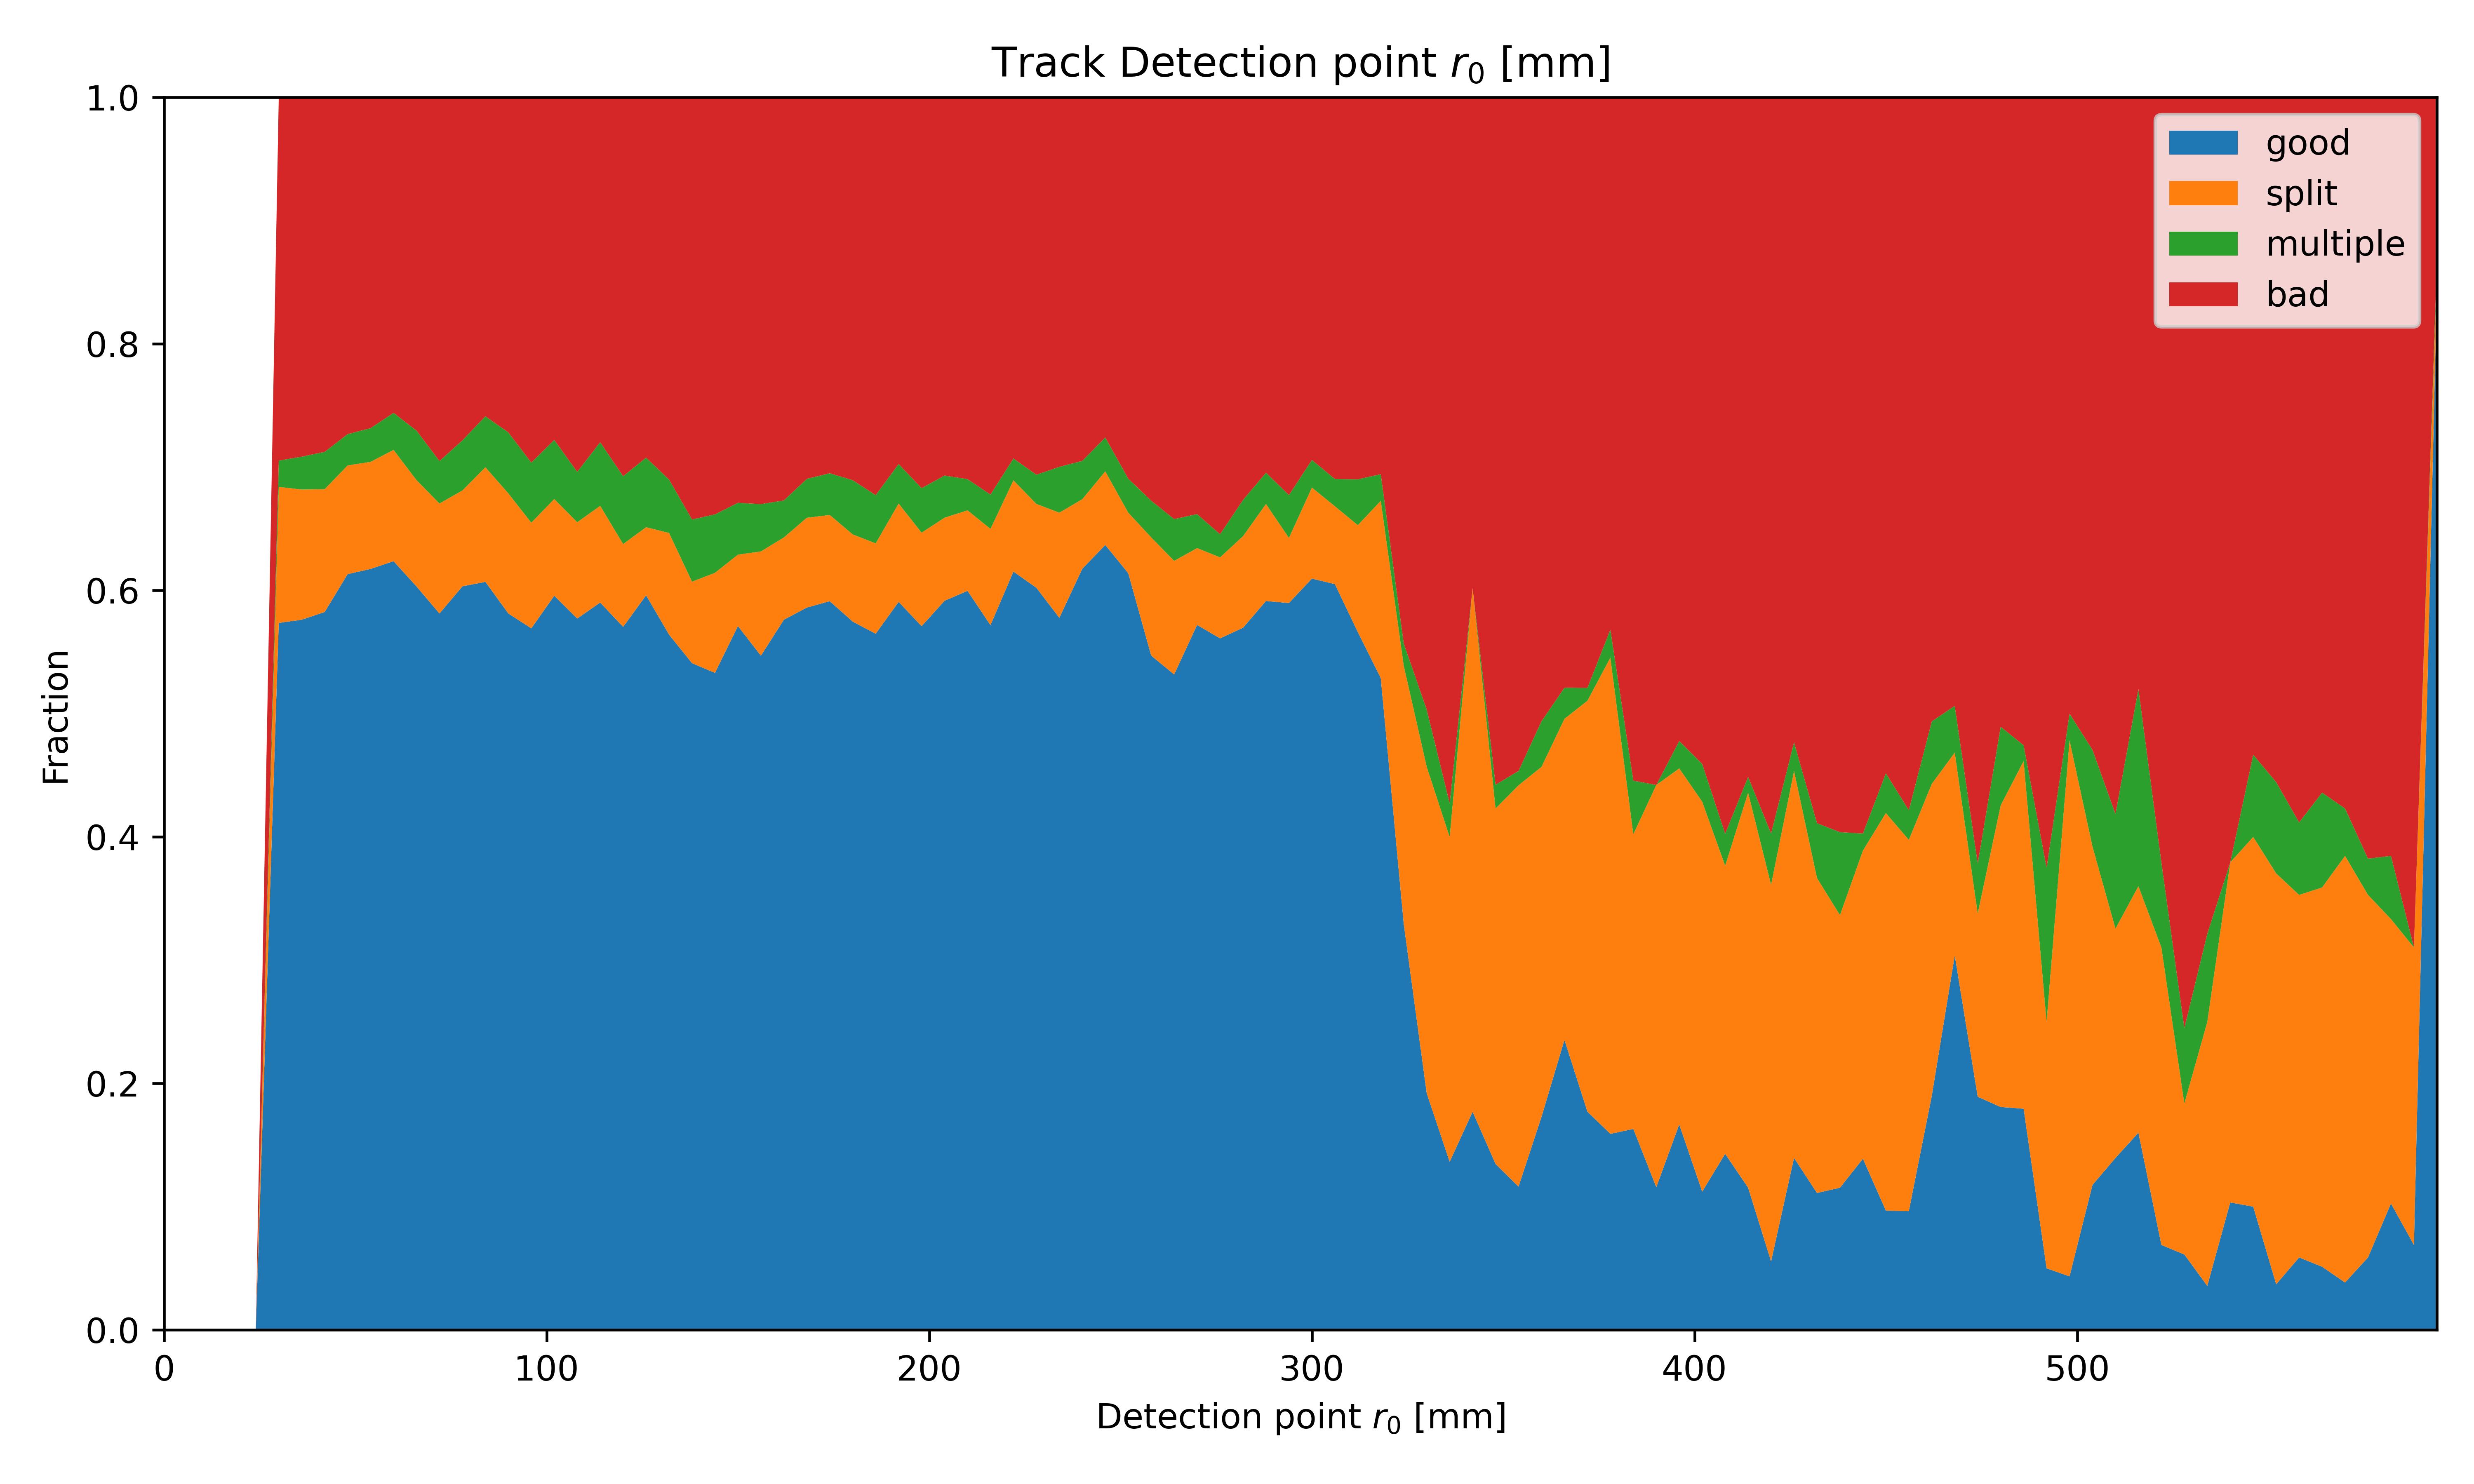 Track Detection point r₀ [mm]
1.0
0.8
0.6
0.4
0.2
0.0
Fraction
good
split
multiple
bad
0 100 200 300 400 500
Detection point r₀ [mm]